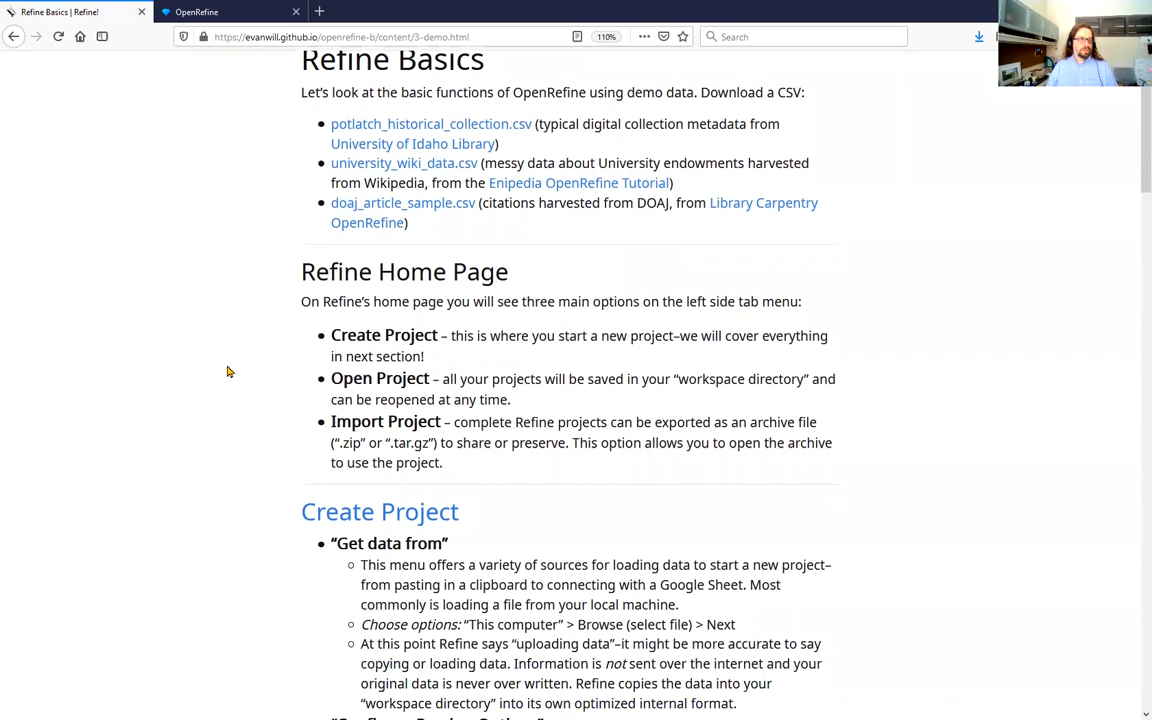 Refine Basics | Refine!
OpenRefine
https://evanwill.github.io/openrefine-b/content/3-demo.html
110%
Search
Refine Basics
Let's look at the basic functions of OpenRefine using demo data. Download a CSV:
potlatch_historical_collection.csv (typical digital collection metadata from
University of Idaho Library)
university_wiki_data.csv (messy data about University endowments harvested
from Wikipedia, from the Enipedia OpenRefine Tutorial)
doaj_article_sample.csv (citations harvested from DOAJ, from Library Carpentry
OpenRefine)
Refine Home Page
On Refine's home page you will see three main options on the left side tab menu:
Create Project – this is where you start a new project–we will cover everything
in next section!
Open Project – all your projects will be saved in your “workspace directory” and
can be reopened at any time.
Import Project – complete Refine projects can be exported as an archive file
(“.zip” or “.tar.gz”) to share or preserve. This option allows you to open the archive
to use the project.
Create Project
“Get data from”
This menu offers a variety of sources for loading data to start a new project–
from pasting in a clipboard to connecting with a Google Sheet. Most
commonly is loading a file from your local machine.
Choose options: “This computer” > Browse (select file) > Next
At this point Refine says “uploading data”–it might be more accurate to say
copying or loading data. Information is not sent over the internet and your
original data is never over written. Refine copies the data into your
“workspace directory” into its own optimized internal format.